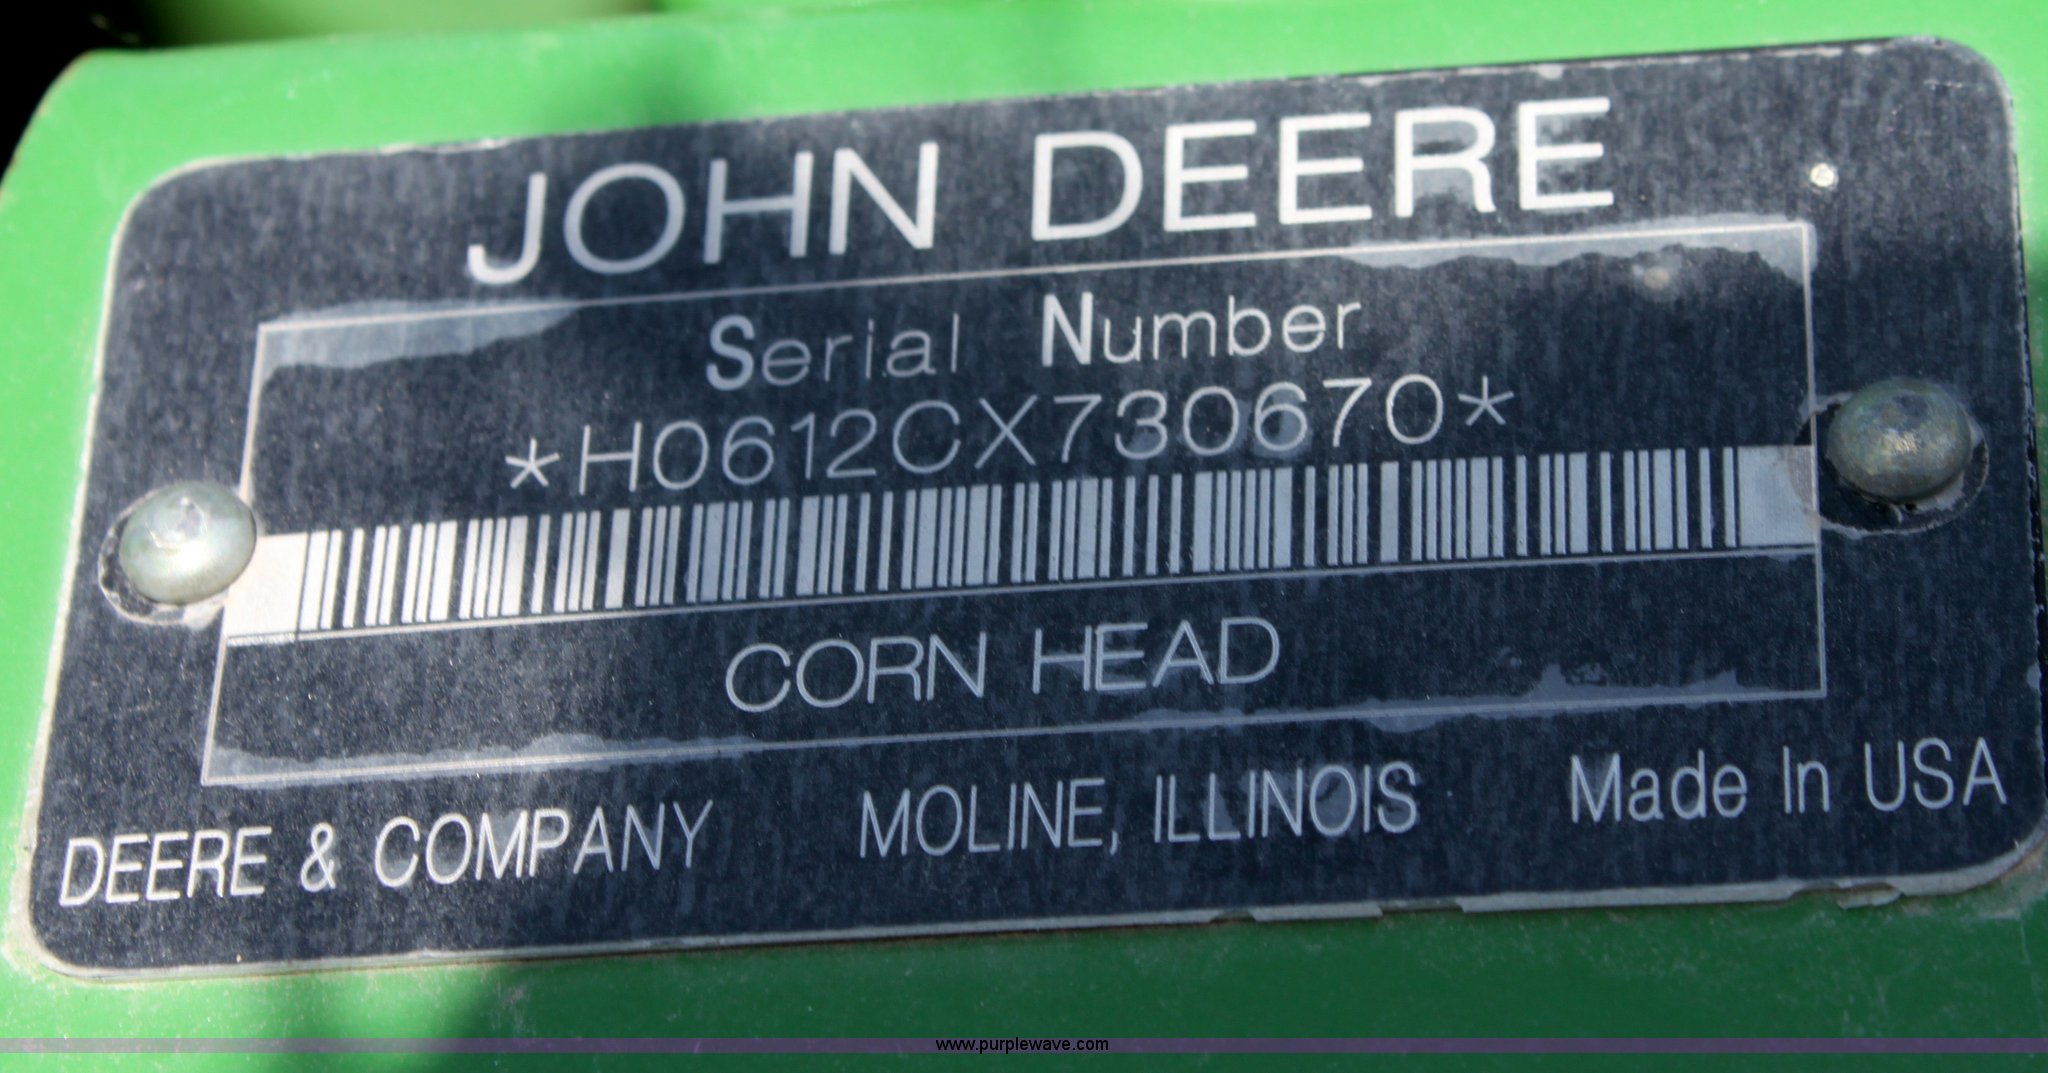 JOHN DEERE
Serial Number
*H0612CX730670*
CORN HEAD
DEERE & COMPANY MOLINE, ILLINOIS Made In USA
www.purplewave.com